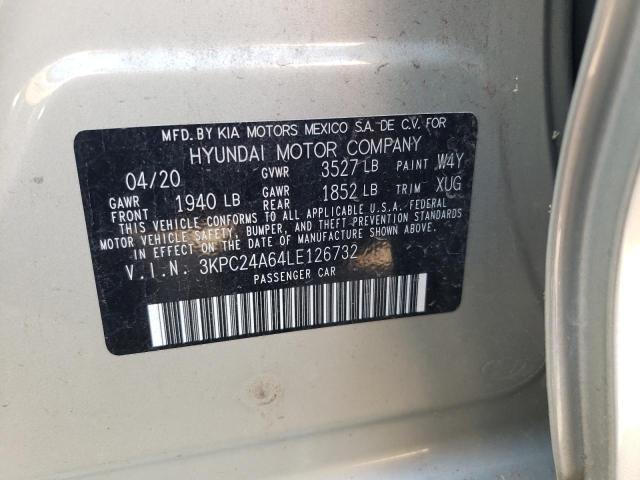 MFD. BY KIA MOTORS MEXICO S.A. DE C.V. FOR
HYUNDAI MOTOR COMPANY
04/20 GVWR 3527 LB PAINT W4Y
GAWR FRONT 1940 LB GAWR REAR 1852 LB TRIM XUG
THIS VEHICLE CONFORMS TO ALL APPLICABLE U.S.A. FEDERAL
MOTOR VEHICLE SAFETY, BUMPER, AND THEFT PREVENTION STANDARDS
IN EFFECT ON THE DATE OF MANUFACTURE SHOWN ABOVE.
V.I.N. 3KPC24A64LE126732
PASSENGER CAR